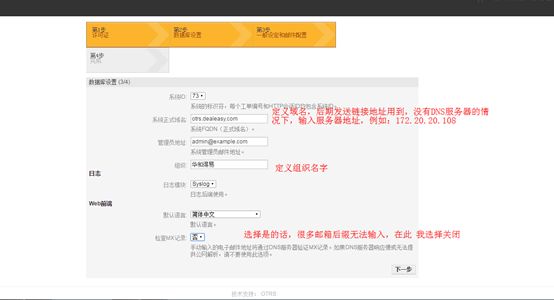 第1步
许可证
第2步
数据库设置
第3步
一般设定和邮件配置
第4步
完成
数据库设置 (3/4)
系统ID: 73
系统的标识符，每个工单编号和HTTP会话ID均包含系统ID。
系统正式域名: otrs.dealeasy.com
系统FQDN（正式域名）。
定义域名，后期发送链接地址用到，没有DNS服务器的情
况下，输入服务器地址，例如：172.20.20.108
管理员地址: admin@example.com
系统管理员邮件地址。
组织: 华和得易
定义组织名字
日志
日志模块: Syslog
日志后端使用。
Web前端
默认语言: 简体中文
默认语言。
检查MX记录: 否
选择是的话，很多邮箱后缀无法输入，在此 我选择关闭
手动输入的电子邮件地址将通过DNS服务器验证MX记录。如果DNS服务器响应慢或无法提
供公网解析，请不要使用此选项。
下一步
技术支持： OTRS